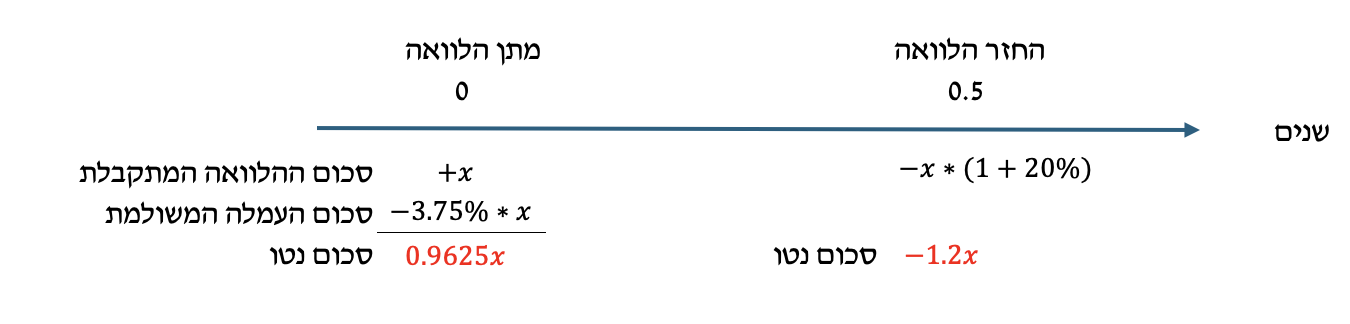 מתן הלוואה החזר הלוואה
0 0.5
שנים
סכום ההלוואה המתקבלת +x −x ∗ (1 + 20%)
סכום העמלה המשולמת −3.75% ∗ x
סכום נטו 0.9625x סכום נטו −1.2x